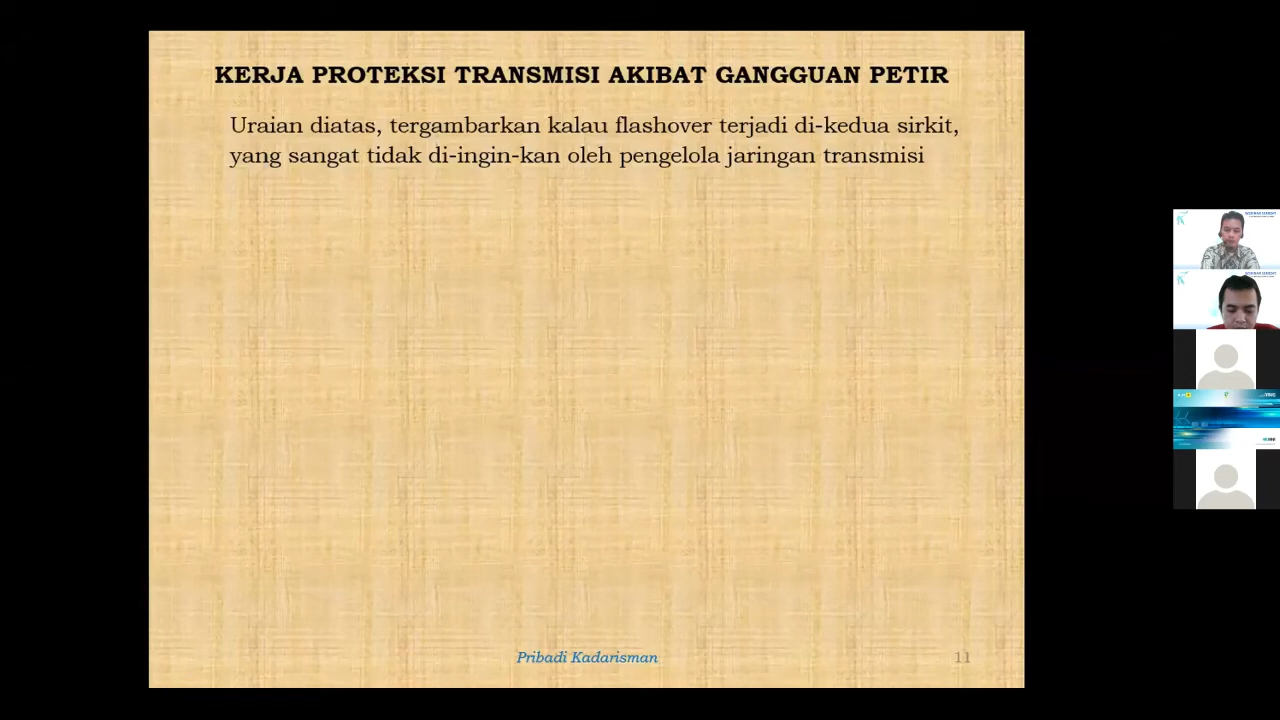 KERJA PROTEKSI TRANSMISI AKIBAT GANGGUAN PETIR
Uraian diatas, tergambarkan kalau flashover terjadi di-kedua sirkit,
yang sangat tidak di-ingin-kan oleh pengelola jaringan transmisi
Pribadi Kadarisman
11